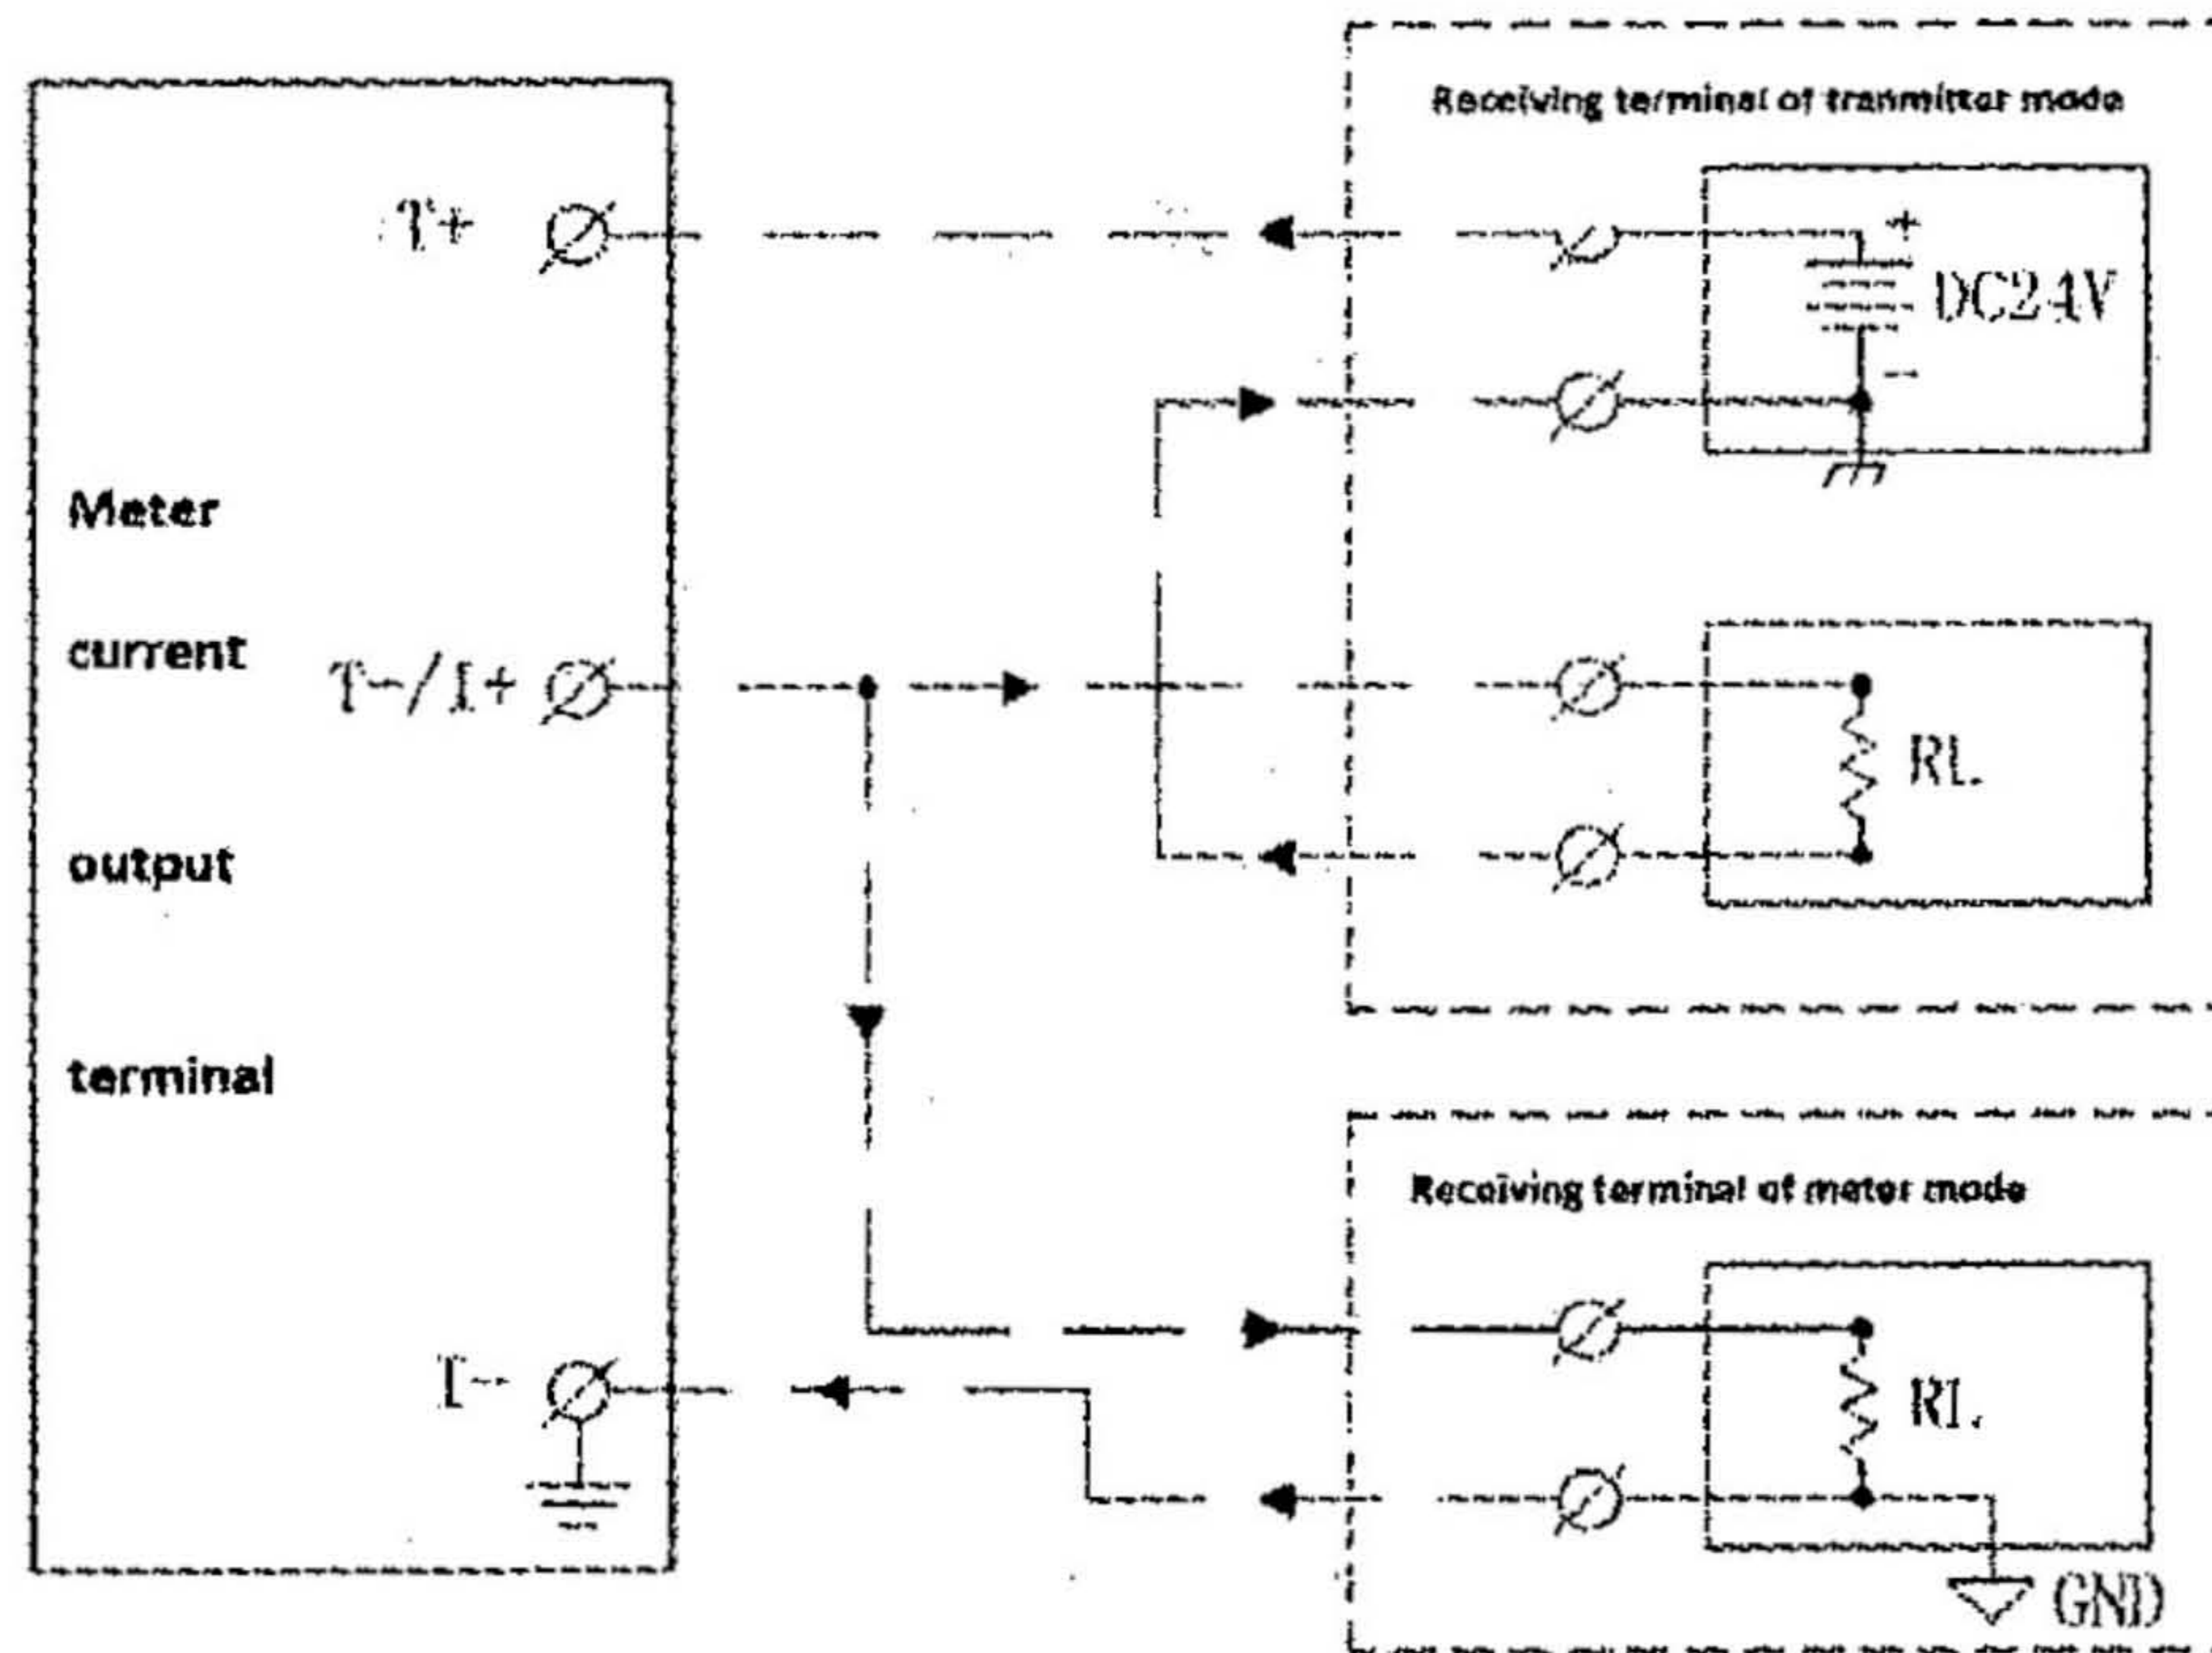 Receiving terminal of tranmitter mode
T+
+
DC24V
-
Meter
current
T-/I+
RL
output
terminal
Receiving terminal of meter mode
I-
RL
GND